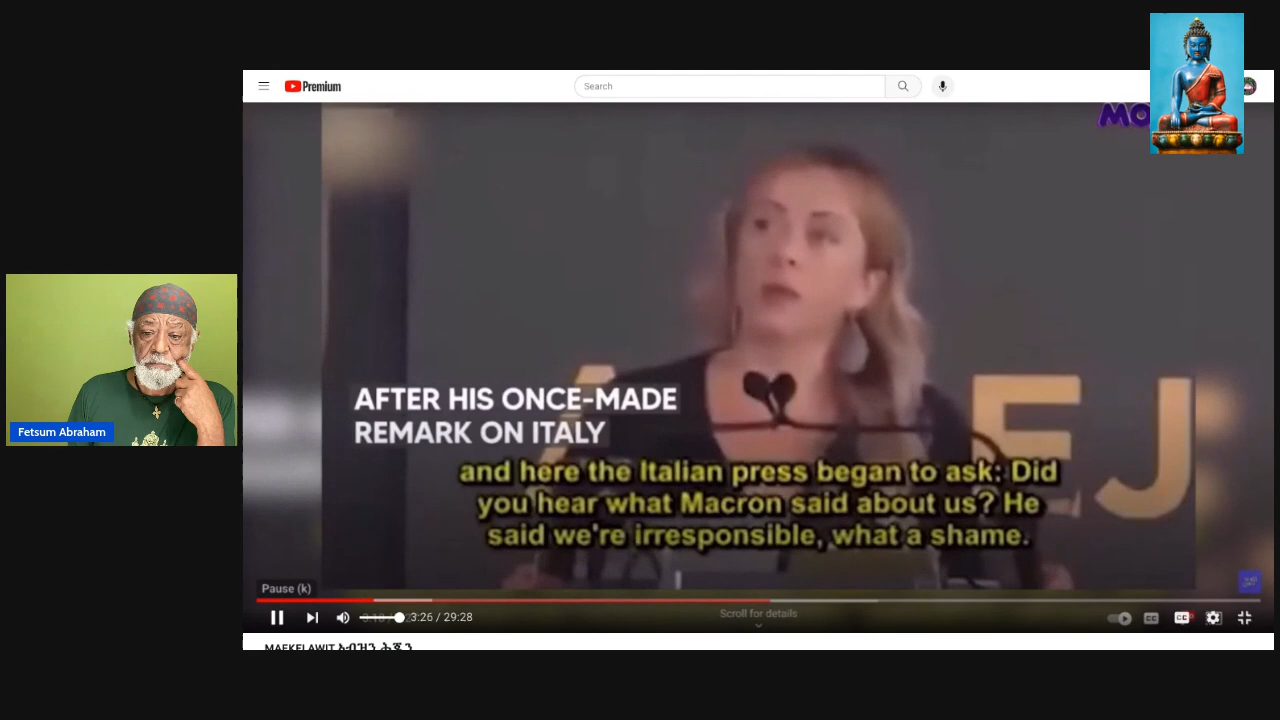 Premium
Search
MO
AFTER HIS ONCE-MADE
REMARK ON ITALY
EJ
and here the Italian press began to ask: Did
you hear what Macron said about us? He
said we're irresponsible, what a shame.
Fetsum Abraham
Pause (k)
3:26 / 29:28
Scroll for details
MAEKELAWIT